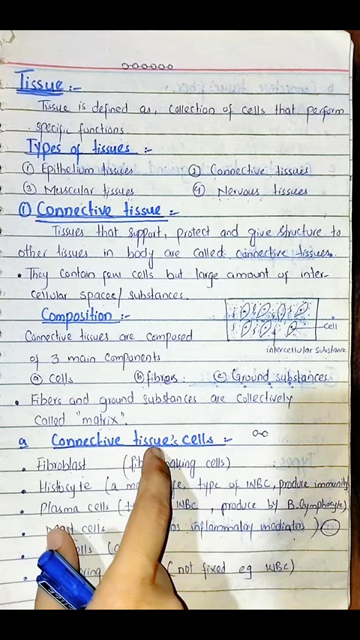 Tissue :-
Tissue is defined as, collection of cells that perform
specific functions.
Types of tissues :-
① Epithelium tissues ② Connective tissues
③ Muscular tissues ④ Nervous tissues
① Connective tissue :-
Tissues that support, protect and give structure to
other tissues in body are called connective tissues.
• They contain few cells but large amount of inter-
cellular spaces/ substances.
Composition :-
Connective tissues are composed
of 3 main components
Cell
intercellular substance
ⓐ cells ⓑ fibers ⓒ Ground substances
• Fibers and ground substances are collectively
called "matrix".
a Connective tissue's cells :-
• Fibroblast cells)
• Histocyte (a type of WBC, produce immunity
• Plasma cells WBC, produce by B.lymphocyte)
cells inflammatory mediators)
cells
(not fixed eg WBC)